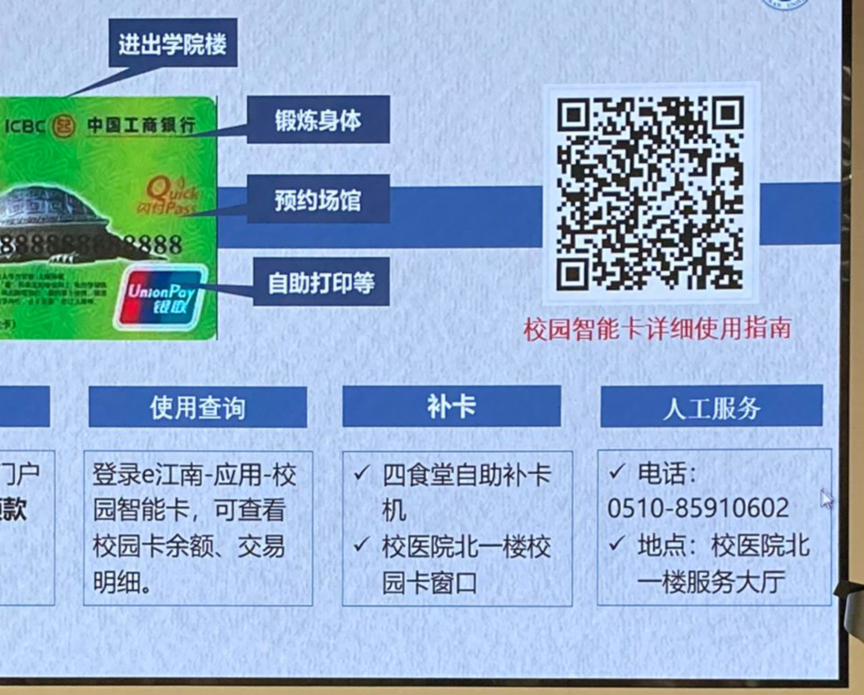 进出学院楼
ICBC 中国工商银行
锻炼身体
Quick
闪付Pass
预约场馆
自助打印等
UnionPay
银联
校园智能卡详细使用指南
使用查询
补卡
人工服务
门户
款
登录e江南-应用-校
园智能卡，可查看
校园卡余额、交易
明细。
✓ 四食堂自助补卡
机
✓ 校医院北一楼校
园卡窗口
✓ 电话：
0510-85910602
✓ 地点：校医院北
一楼服务大厅